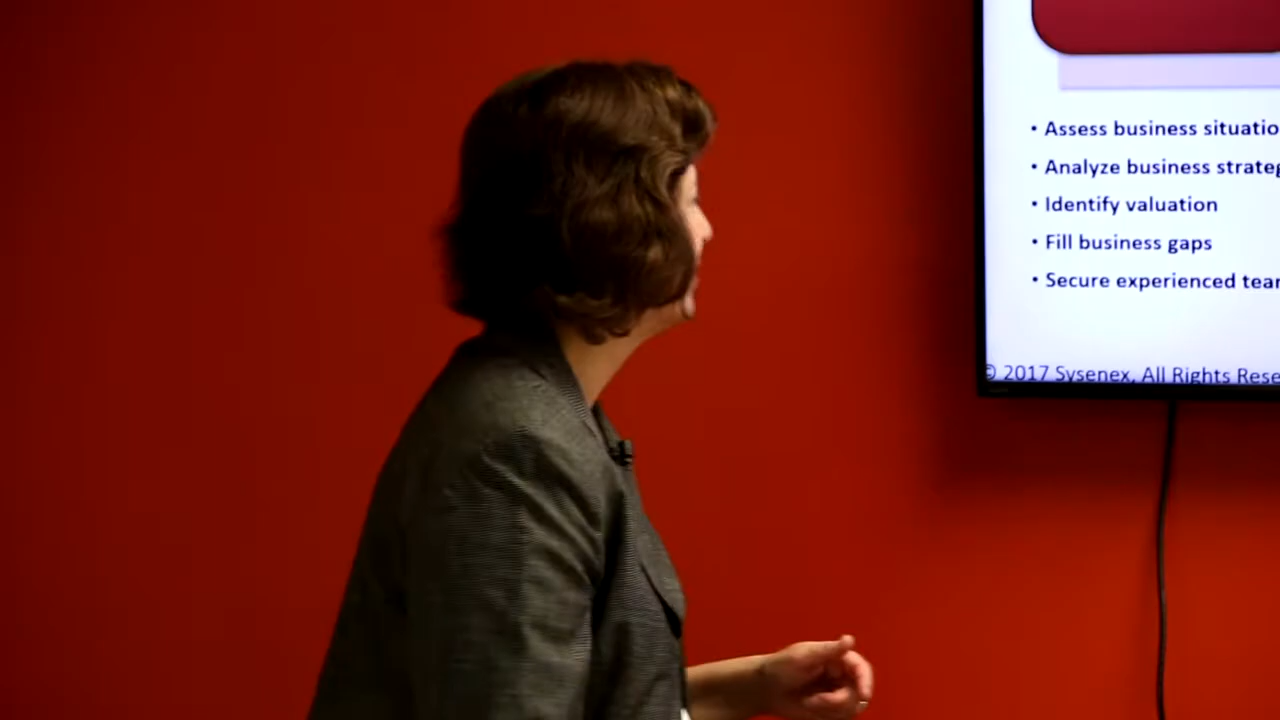 • Assess business situatio
• Analyze business strateg
• Identify valuation
• Fill business gaps
• Secure experienced tear
© 2017 Sysenex, All Rights Rese